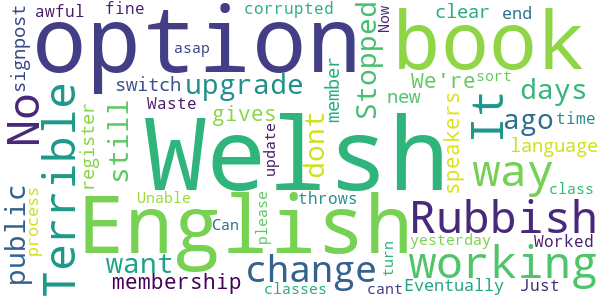 awful fine corrupted clear end
signpost option asap Now book
switch upgrade member Stopped We're sort
No Terrible still gives new days
Waste It ago time
register Welsh update dont speakers language
public process want English way class
Unable Can please throws Rubbish
membership classes change turn yesterday Worked
cant working Eventually Just